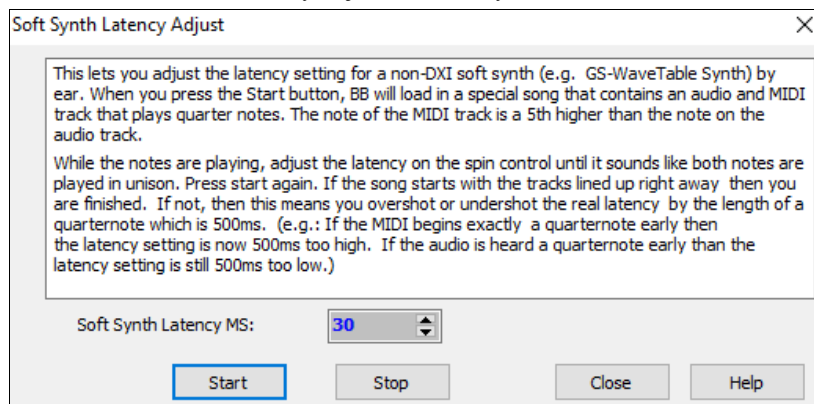 Soft Synth Latency Adjust
This lets you adjust the latency setting for a non-DXI soft synth (e.g. GS-WaveTable Synth) by
ear. When you press the Start button, BB will load in a special song that contains an audio and MIDI
track that plays quarter notes. The note of the MIDI track is a 5th higher than the note on the
audio track.
While the notes are playing, adjust the latency on the spin control until it sounds like both notes are
played in unison. Press start again. If the song starts with the tracks lined up right away then you
are finished. If not, then this means you overshot or undershot the real latency by the length of a
quarternote which is 500ms. (e.g.: If the MIDI begins exactly a quarternote early then
the latency setting is now 500ms too high. If the audio is heard a quarternote early than the
latency setting is still 500ms too low.)
Soft Synth Latency MS: 30
Start Stop Close Help